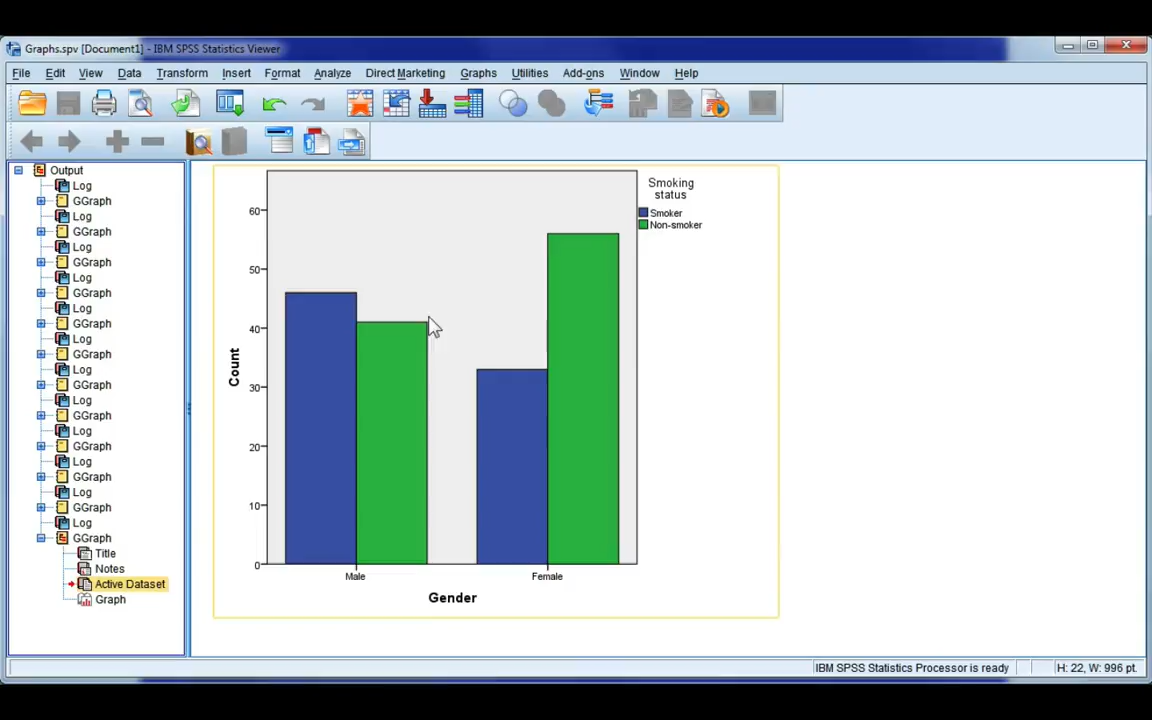 Graphs.spv [Document1] - IBM SPSS Statistics Viewer
File Edit View Data Transform Insert Format Analyze Direct Marketing Graphs Utilities Add-ons Window Help
Output
Log
GGraph
Log
GGraph
Log
GGraph
Log
GGraph
Log
GGraph
Log
GGraph
Log
GGraph
Log
GGraph
Log
GGraph
Log
GGraph
Log
GGraph
Log
GGraph
Title
Notes
Active Dataset
Graph
Smoking
status
Smoker
Non-smoker
60
50
40
30
20
10
0
Count
Male Female
Gender
IBM SPSS Statistics Processor is ready H: 22, W: 996 pt.